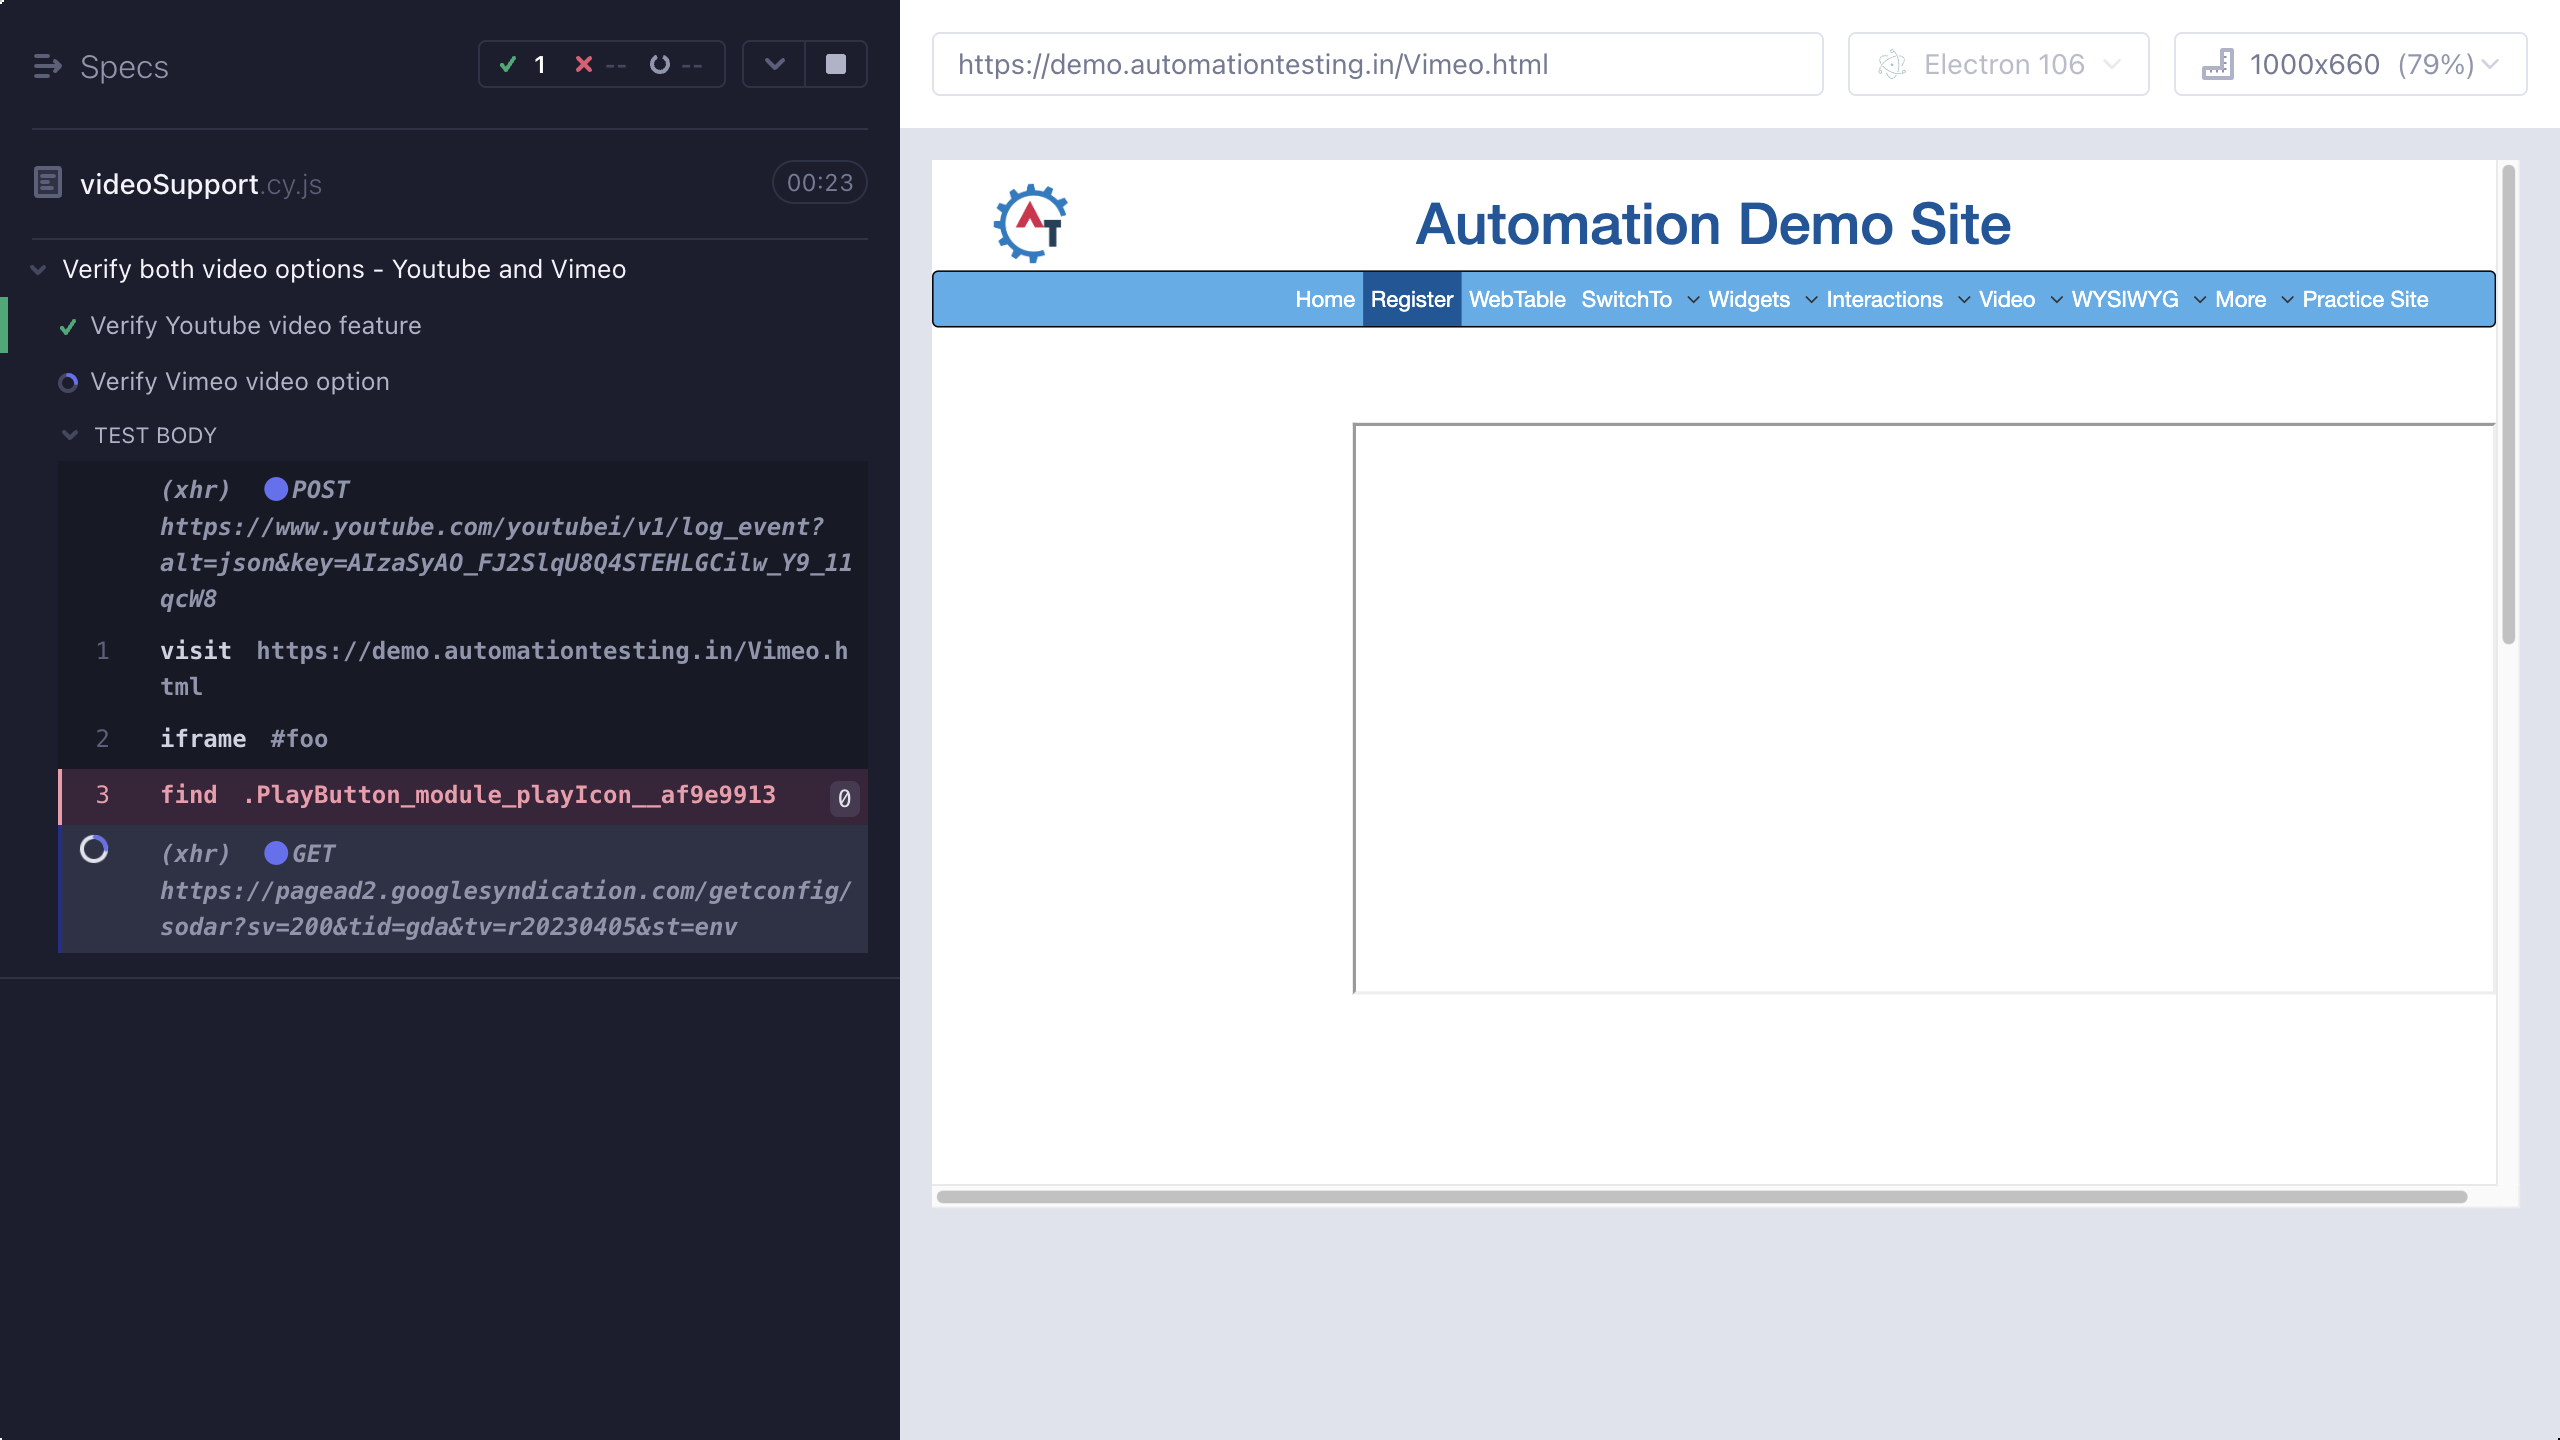 Specs
1 -- --
videoSupport.cy.js
00:23
Verify both video options - Youtube and Vimeo
Verify Youtube video feature
Verify Vimeo video option
TEST BODY
(xhr) POST
https://www.youtube.com/youtubei/v1/log_event?
alt=json&key=AIzaSyAO_FJ2SlqU8Q4STEHLGCilw_Y9_11
qcW8
1 visit https://demo.automationtesting.in/Vimeo.h
tml
2 iframe #foo
3 find .PlayButton_module_playIcon__af9e9913 0
(xhr) GET
https://pagead2.googlesyndication.com/getconfig/
sodar?sv=200&tid=gda&tv=r20230405&st=env
https://demo.automationtesting.in/Vimeo.html
Electron 106
1000x660 (79%)
AT
Automation Demo Site
Home Register WebTable SwitchTo Widgets Interactions Video WYSIWYG More Practice Site